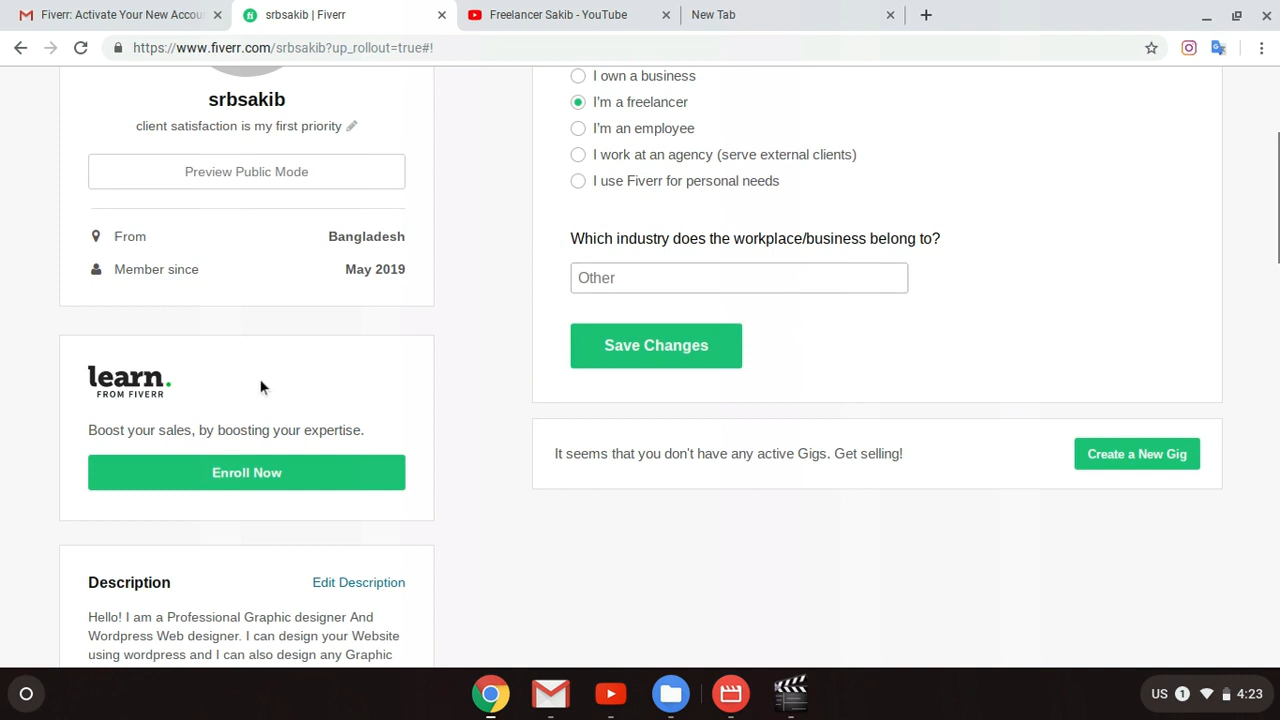 Fiverr: Activate Your New Accou
srbsakib | Fiverr
Freelancer Sakib - YouTube
New Tab
https://www.fiverr.com/srbsakib?up_rollout=true#!
srbsakib
client satisfaction is my first priority
Preview Public Mode
From Bangladesh
Member since May 2019
learn.
FROM FIVERR
Boost your sales, by boosting your expertise.
Enroll Now
Description Edit Description
Hello! I am a Professional Graphic designer And
Wordpress Web designer. I can design your Website
using wordpress and I can also design any Graphic
I own a business
I'm a freelancer
I'm an employee
I work at an agency (serve external clients)
I use Fiverr for personal needs
Which industry does the workplace/business belong to?
Other
Save Changes
It seems that you don't have any active Gigs. Get selling!
Create a New Gig
US 1 4:23